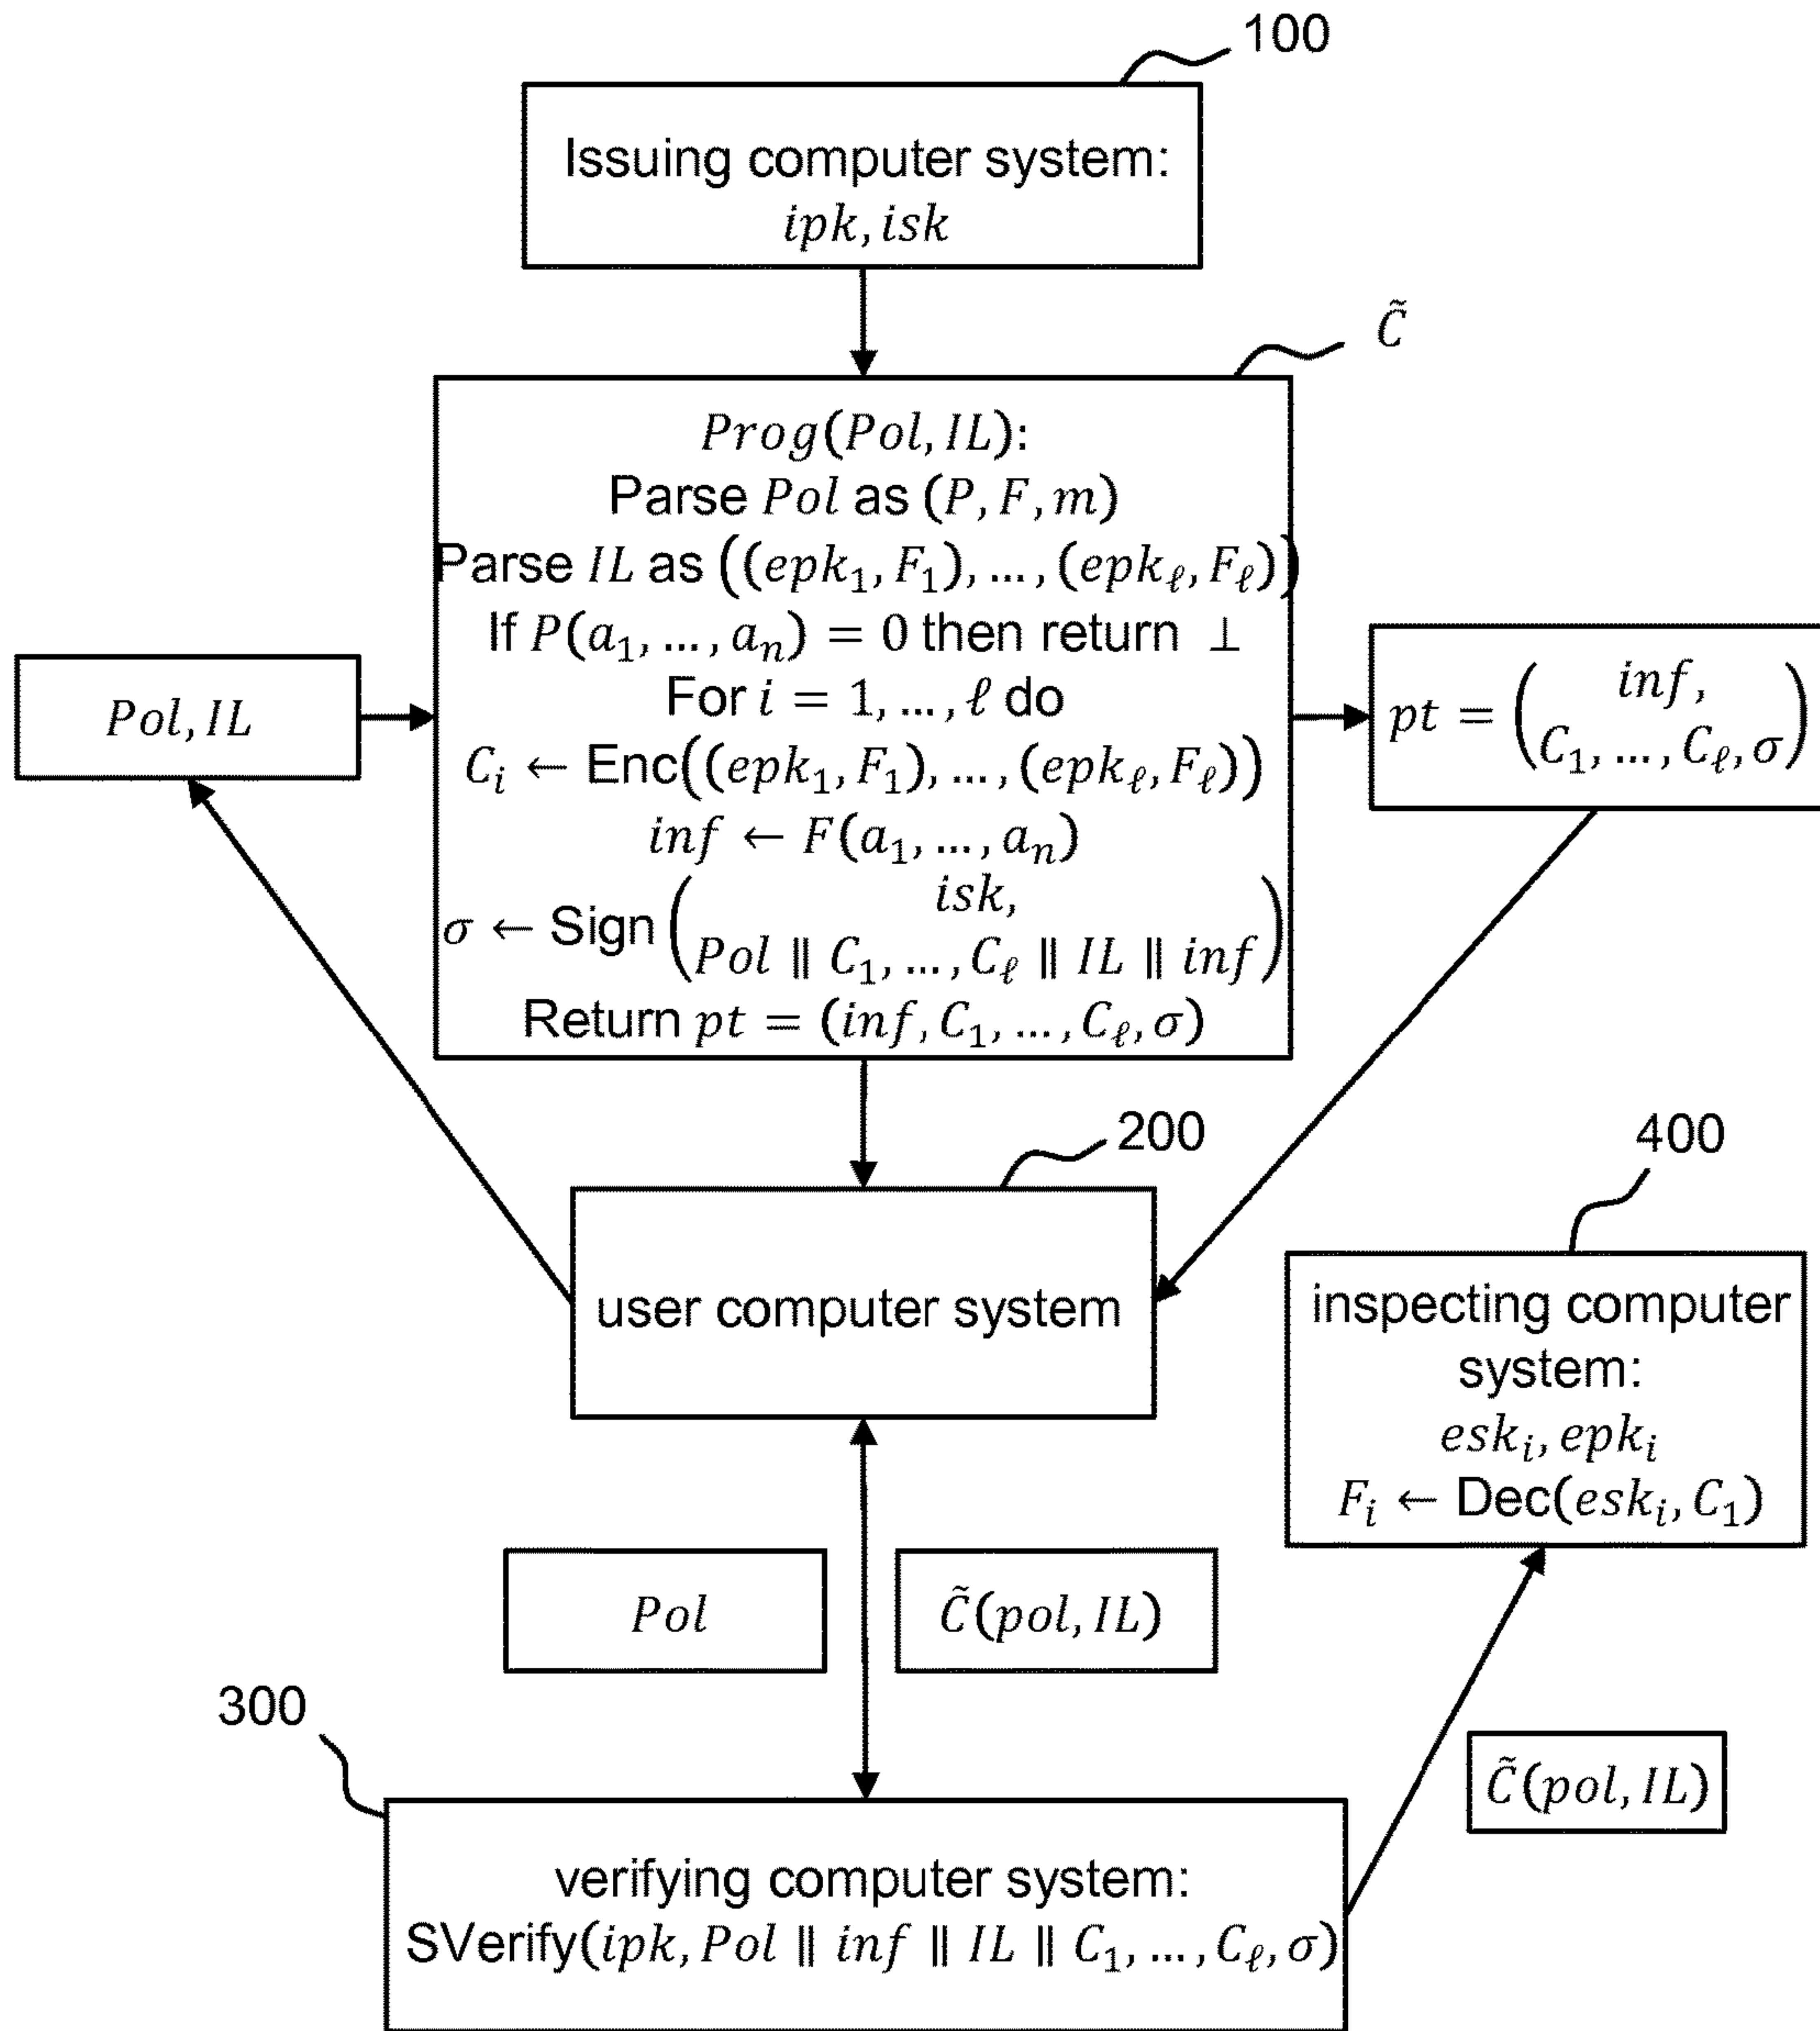 100
Issuing computer system:
ipk, isk
C̃
Prog(Pol, IL):
Parse Pol as (P, F, m)
Parse IL as ((epk₁, F₁), ... , (epk_ℓ, F_ℓ))
If P(a₁, ... , aₙ) = 0 then return ⊥
For i = 1, ... , ℓ do
C_i ← Enc((epk₁, F₁), ... , (epk_ℓ, F_ℓ))
inf ← F(a₁, ... , aₙ)
σ ← Sign ( isk,
Pol ∥ C₁, ... , C_ℓ ∥ IL ∥ inf )
Return pt = (inf, C₁, ... , C_ℓ, σ)
Pol, IL
pt = ( inf,
C₁, ... , C_ℓ, σ )
200
user computer system
400
inspecting computer
system:
esk_i, epk_i
F_i ← Dec(esk_i, C₁)
Pol
C̃(pol, IL)
300
verifying computer system:
SVerify(ipk, Pol ∥ inf ∥ IL ∥ C₁, ... , C_ℓ, σ)
C̃(pol, IL)